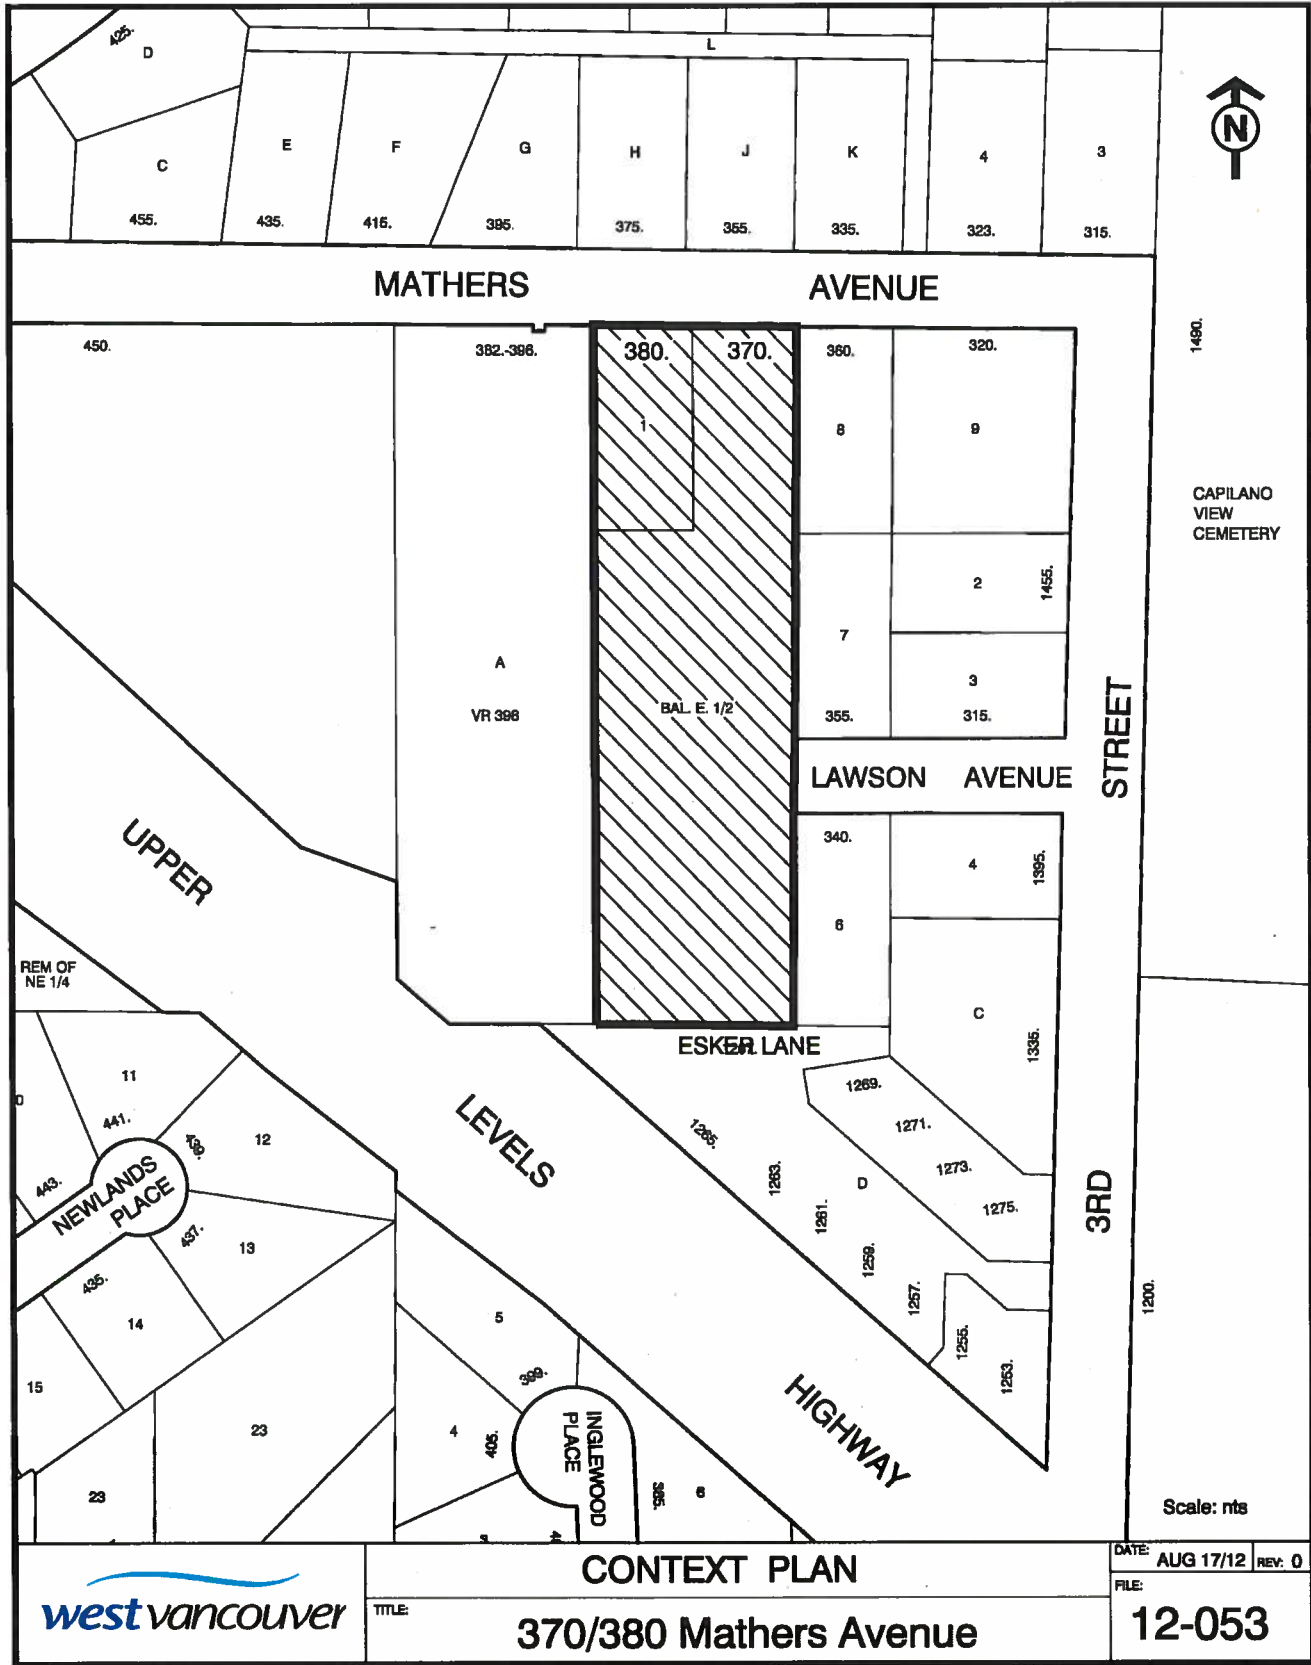 425.
D
L
C
E
F
G
H
J
K
4
3
455.
435.
415.
395.
375.
355.
335.
323.
315.
N
MATHERS AVENUE
450.
382.-396.
380.
370.
360.
320.
1490.
1
8
9
CAPILANO
VIEW
CEMETERY
2
1455.
7
A
VR 396
BAL. E. 1/2
3
355.
315.
STREET
LAWSON AVENUE
UPPER
340.
4
1395.
6
REM OF
NE 1/4
C
1335.
ESKER LANE
11
441.
439.
12
D
443.
NEWLANDS
PLACE
437.
13
435.
14
15
LEVELS
1269.
1271.
1273.
1275.
1265.
1263.
1261.
1259.
1257.
1255.
1253.
D
3RD
1200.
5
399.
4
405.
INGLEWOOD
PLACE
385.
6
23
23
HIGHWAY
Scale: nts
west vancouver
CONTEXT PLAN
TITLE:
370/380 Mathers Avenue
DATE: AUG 17/12
REV: 0
FILE:
12-053